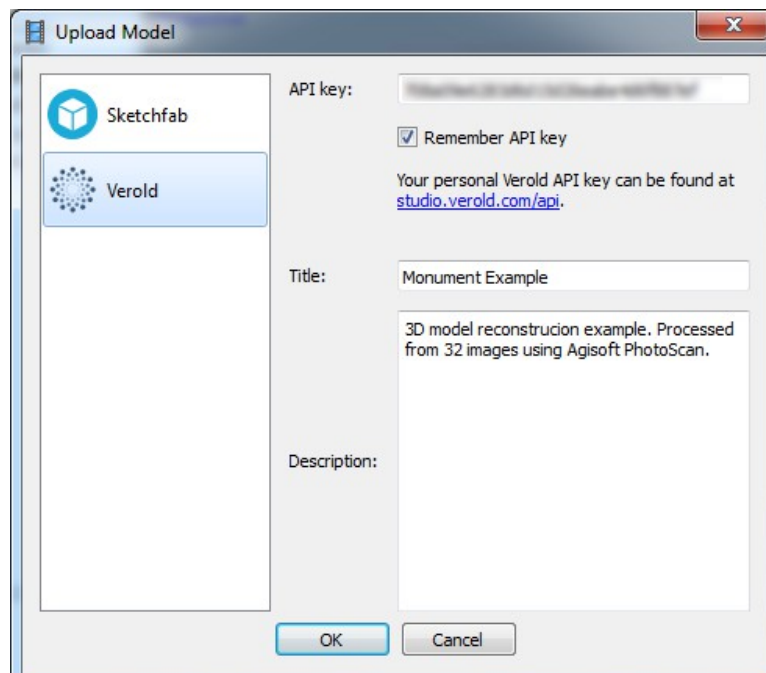 Upload Model
Sketchfab
Verold
API key:
Remember API key
Your personal Verold API key can be found at
studio.verold.com/api.
Title:
Monument Example
Description:
3D model reconstrucion example. Processed
from 32 images using Agisoft PhotoScan.
OK
Cancel